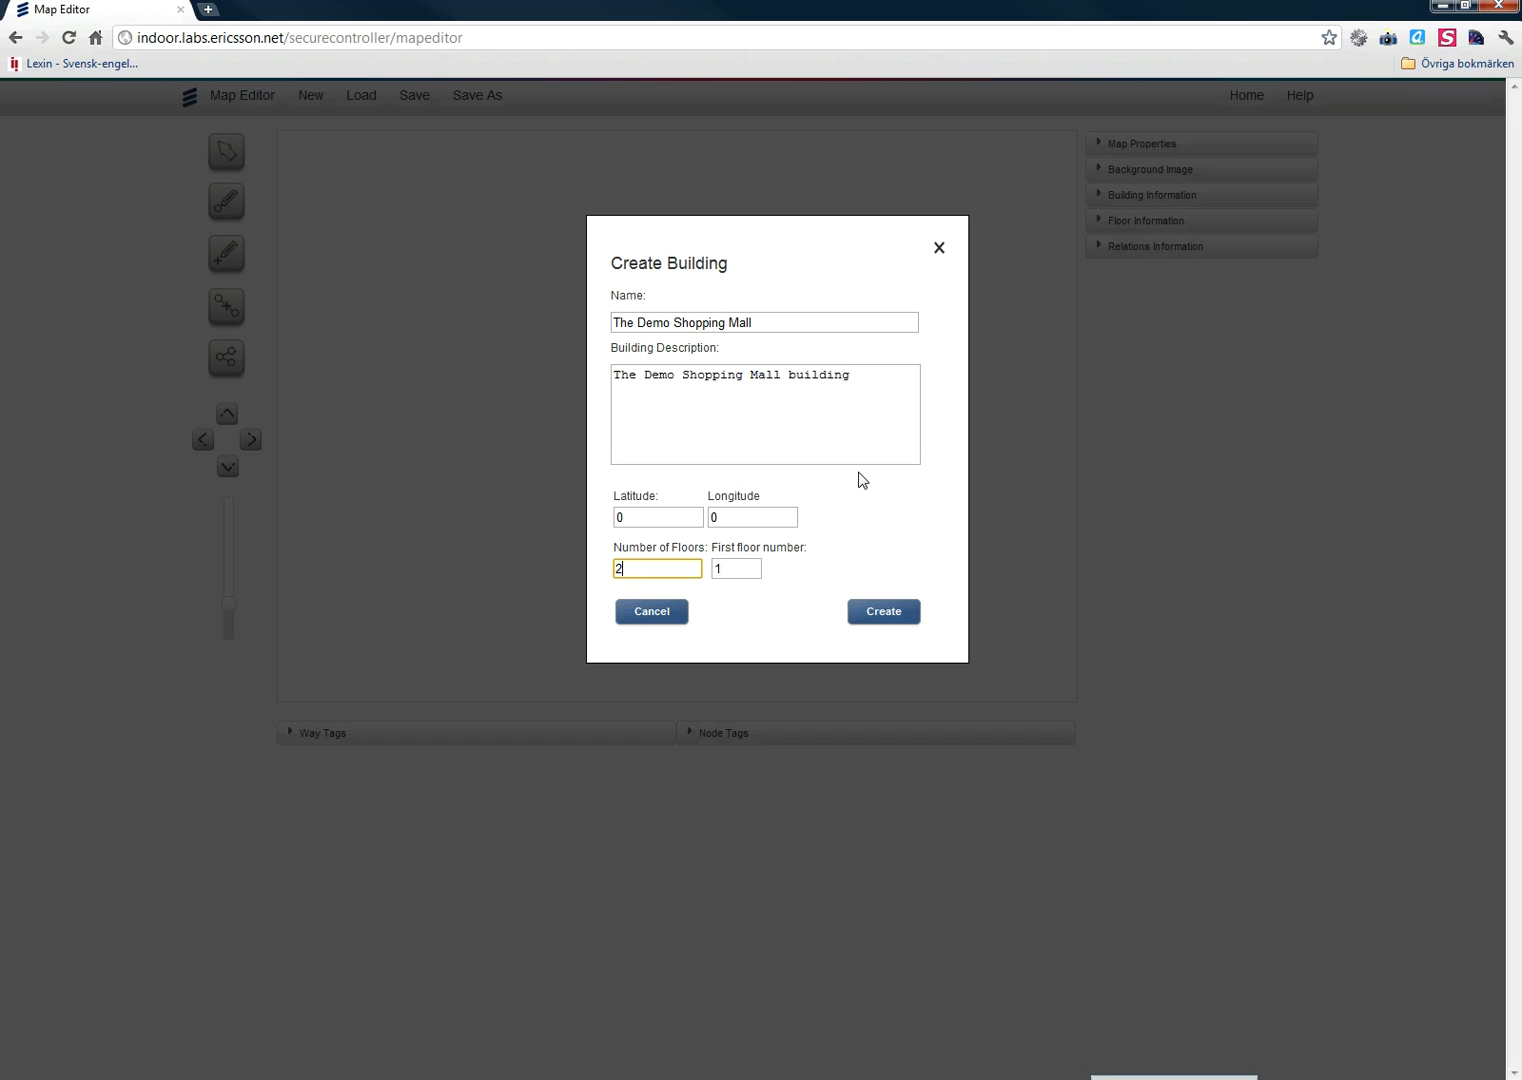 Map Editor
indoor.labs.ericsson.net/securecontroller/mapeditor
Lexin - Svensk-engel...
Övriga bokmärken
Map Editor New Load Save Save As Home Help
Map Properties
Background Image
Building Information
Floor Information
Relations Information
Create Building
Name:
The Demo Shopping Mall
Building Description:
The Demo Shopping Mall building
Latitude: Longitude
0 0
Number of Floors: First floor number:
2 1
Cancel Create
Way Tags Node Tags